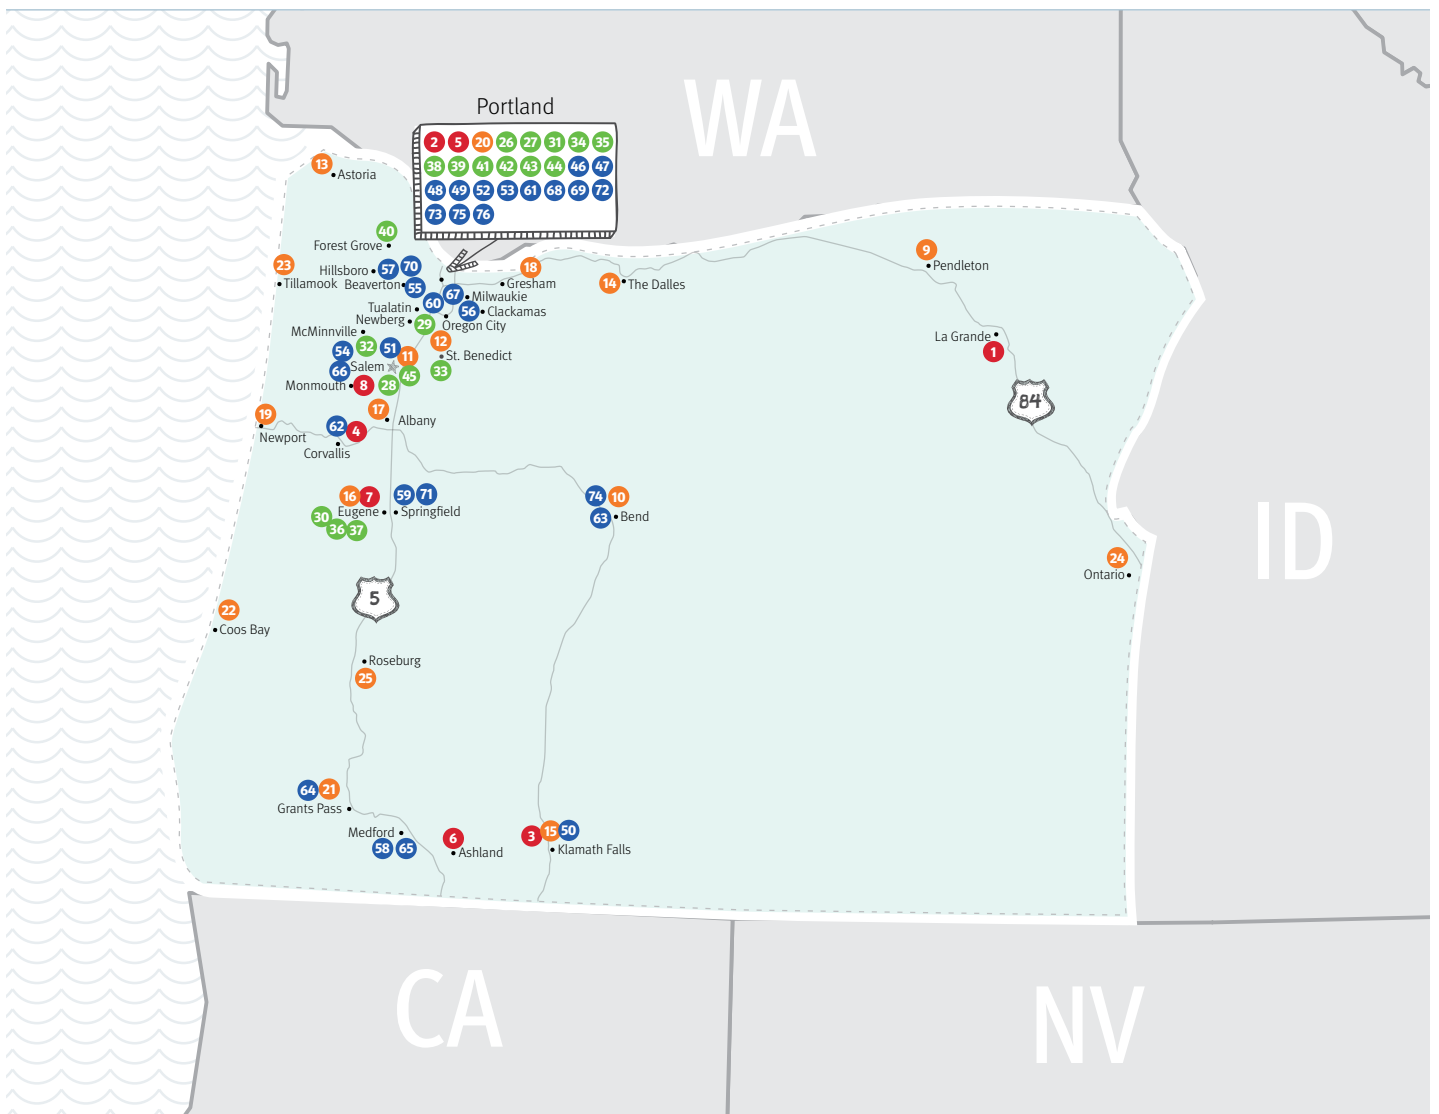 WA
Portland
2 5 20 26 27 31 34 35
38 39 41 42 43 44 46 47
48 49 52 53 61 68 69 72
73 75 76
13
Astoria
40
Forest Grove
9
Pendleton
23
Tillamook
Hillsboro 57 70
Beaverton 55
18
Gresham
14 The Dalles
67 Milwaukie
60
56 Clackamas
Tualatin
Newberg 29
Oregon City
McMinnville
54 32 51 11 12
St. Benedict
66 Salem
45 33
Monmouth 8 28
La Grande
1
84
19
Newport
17
Albany
62 4
Corvallis
16 7 59 71
Eugene Springfield
30 36 37
74 10
63 Bend
ID
24
Ontario
5
22
Coos Bay
Roseburg
25
64 21
Grants Pass
Medford
58 65
6
Ashland
3 15 50
Klamath Falls
CA
NV